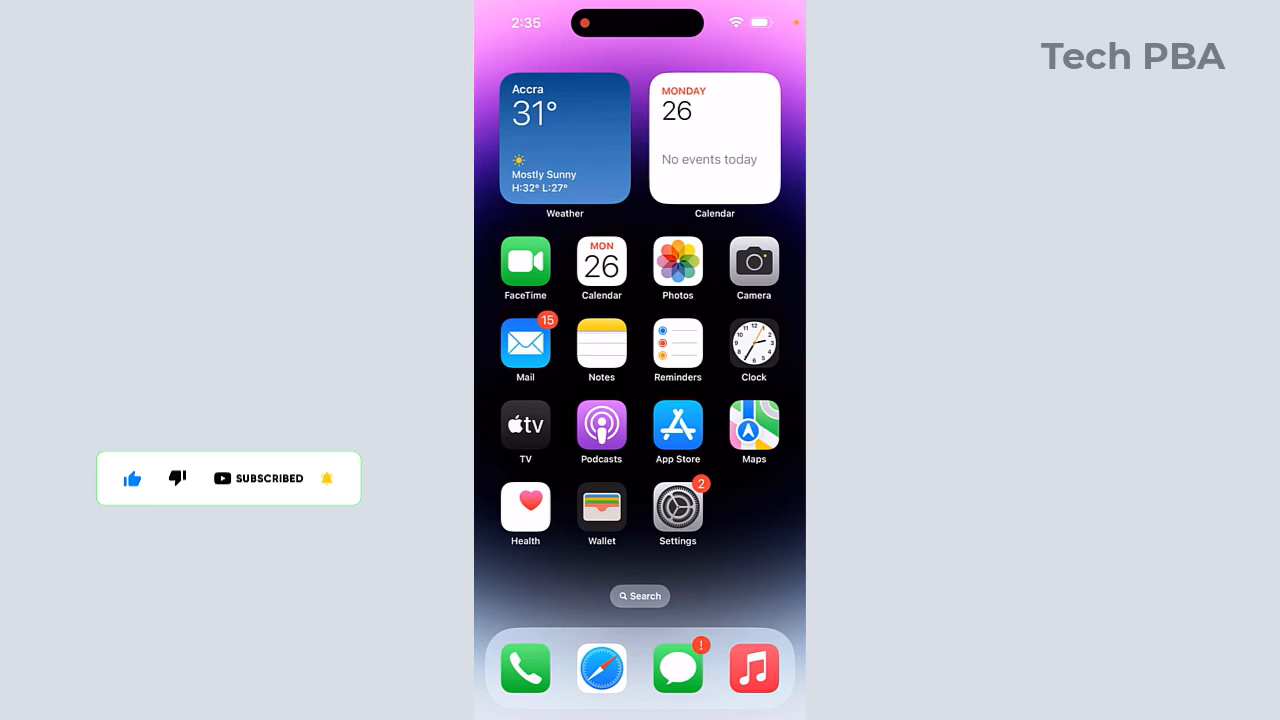 2:35
Tech PBA
Accra
31°
Mostly Sunny
H:32° L:27°
Weather
MONDAY
26
No events today
Calendar
FaceTime
MON
26
Calendar
Photos
Camera
15
Mail
Notes
Reminders
Clock
tv
TV
Podcasts
App Store
Maps
Health
Wallet
2
Settings
SUBSCRIBED
Search
!